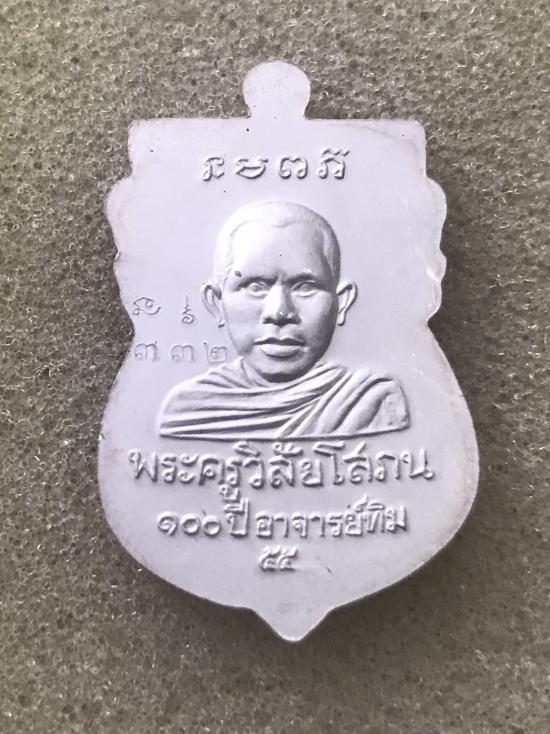 ๓๓๒
พระครูวิสัยโสภน
๑๐๐ปี อาจารย์ทิม
๕๕